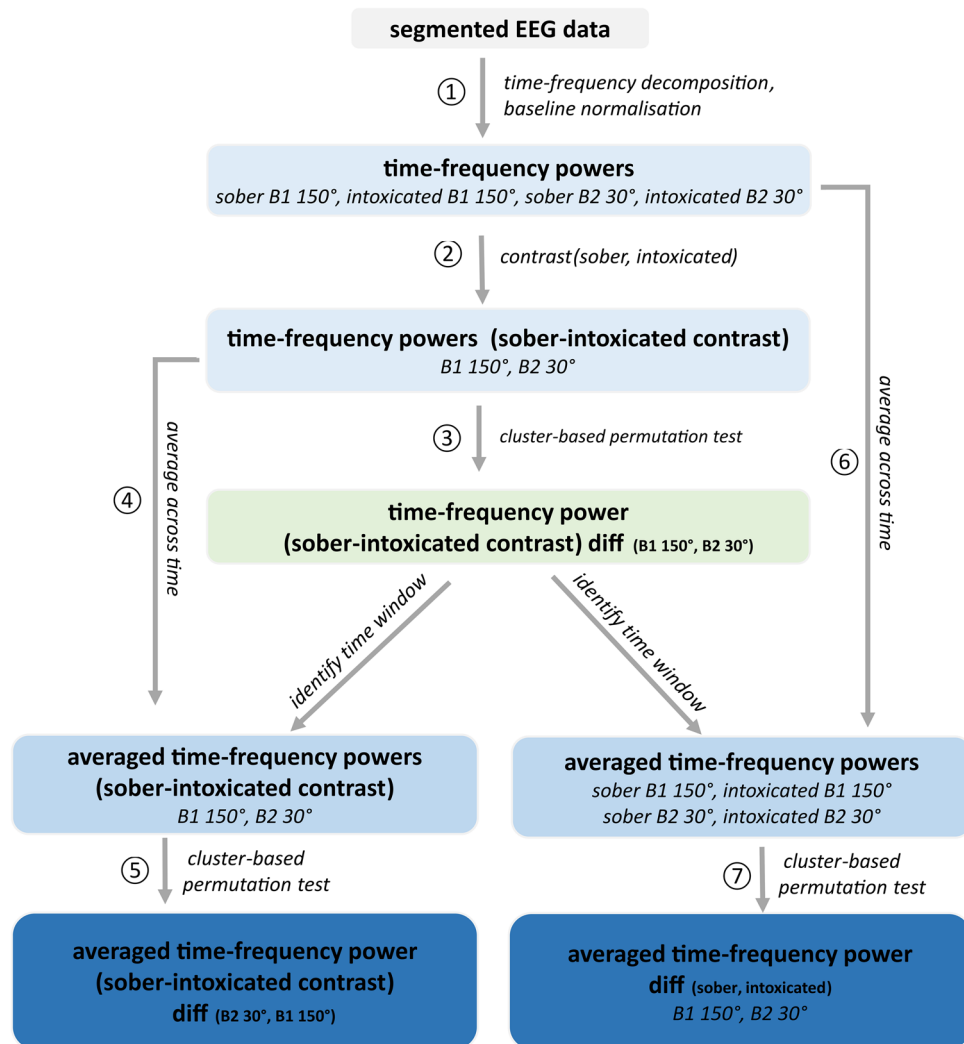 segmented EEG data
①
time-frequency decomposition,
baseline normalisation
time-frequency powers
sober B1 150°, intoxicated B1 150°, sober B2 30°, intoxicated B2 30°
②
contrast(sober, intoxicated)
time-frequency powers (sober-intoxicated contrast)
B1 150°, B2 30°
③
cluster-based permutation test
④
average across time
⑥
average across time
time-frequency power
(sober-intoxicated contrast) diff (B1 150°, B2 30°)
identify time window
identify time window
averaged time-frequency powers
(sober-intoxicated contrast)
B1 150°, B2 30°
averaged time-frequency powers
sober B1 150°, intoxicated B1 150°
sober B2 30°, intoxicated B2 30°
⑤
cluster-based
permutation test
⑦
cluster-based
permutation test
averaged time-frequency power
(sober-intoxicated contrast)
diff (B2 30°, B1 150°)
averaged time-frequency power
diff (sober, intoxicated)
B1 150°, B2 30°